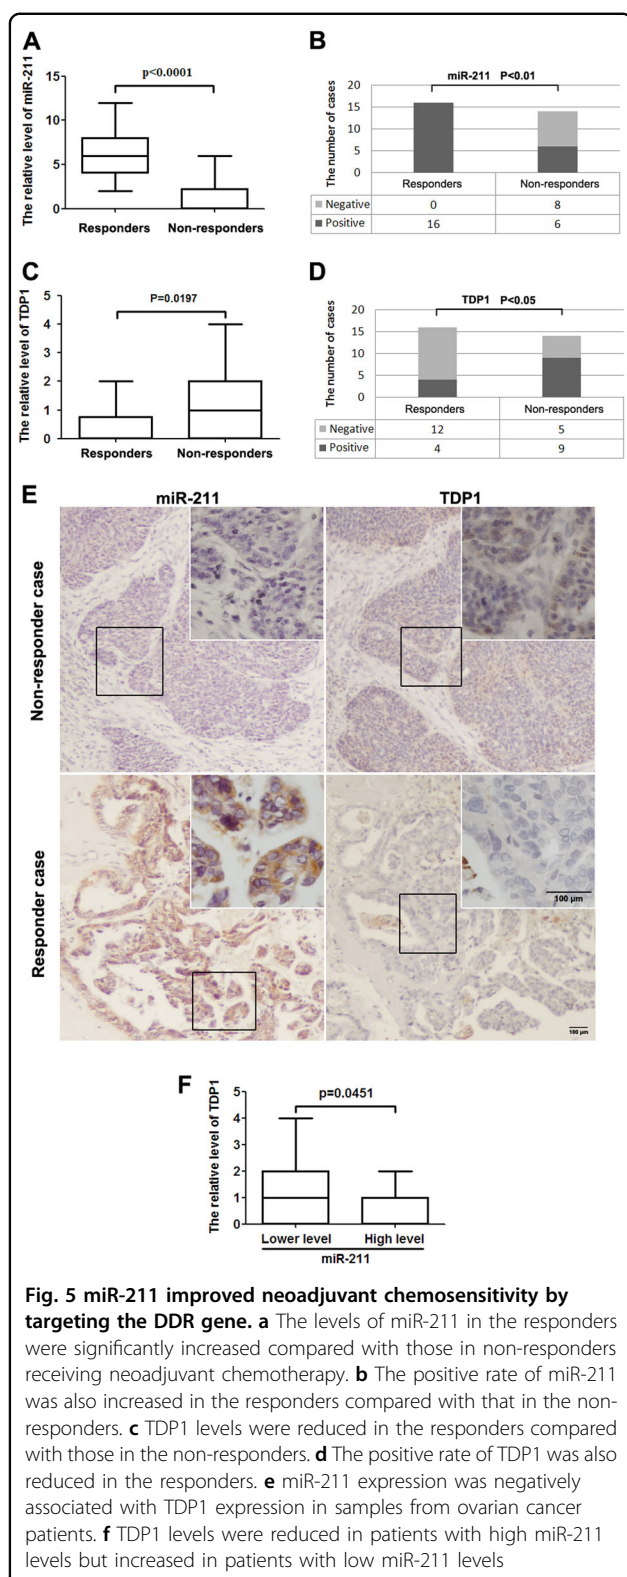 A
p<0.0001
The relative level of miR-211
15
10
5
0
Responders Non-responders
B
miR-211 P<0.01
The number of cases
20
15
10
5
0
Responders Non-responders
Negative 0 8
Positive 16 6
C
P=0.0197
The relative level of TDP1
5
4
3
2
1
0
Responders Non-responders
D
TDP1 P<0.05
The number of cases
20
15
10
5
0
Responders Non-responders
Negative 12 5
Positive 4 9
E
miR-211 TDP1
Non-responder case
Responder case
100 µm
100 µm
F
p=0.0451
The relative level of TDP1
5
4
3
2
1
0
Lower level High level
miR-211
Fig. 5 miR-211 improved neoadjuvant chemosensitivity by
targeting the DDR gene. a The levels of miR-211 in the responders
were significantly increased compared with those in non-responders
receiving neoadjuvant chemotherapy. b The positive rate of miR-211
was also increased in the responders compared with that in the non-
responders. c TDP1 levels were reduced in the responders compared
with those in the non-responders. d The positive rate of TDP1 was also
reduced in the responders. e miR-211 expression was negatively
associated with TDP1 expression in samples from ovarian cancer
patients. f TDP1 levels were reduced in patients with high miR-211
levels but increased in patients with low miR-211 levels